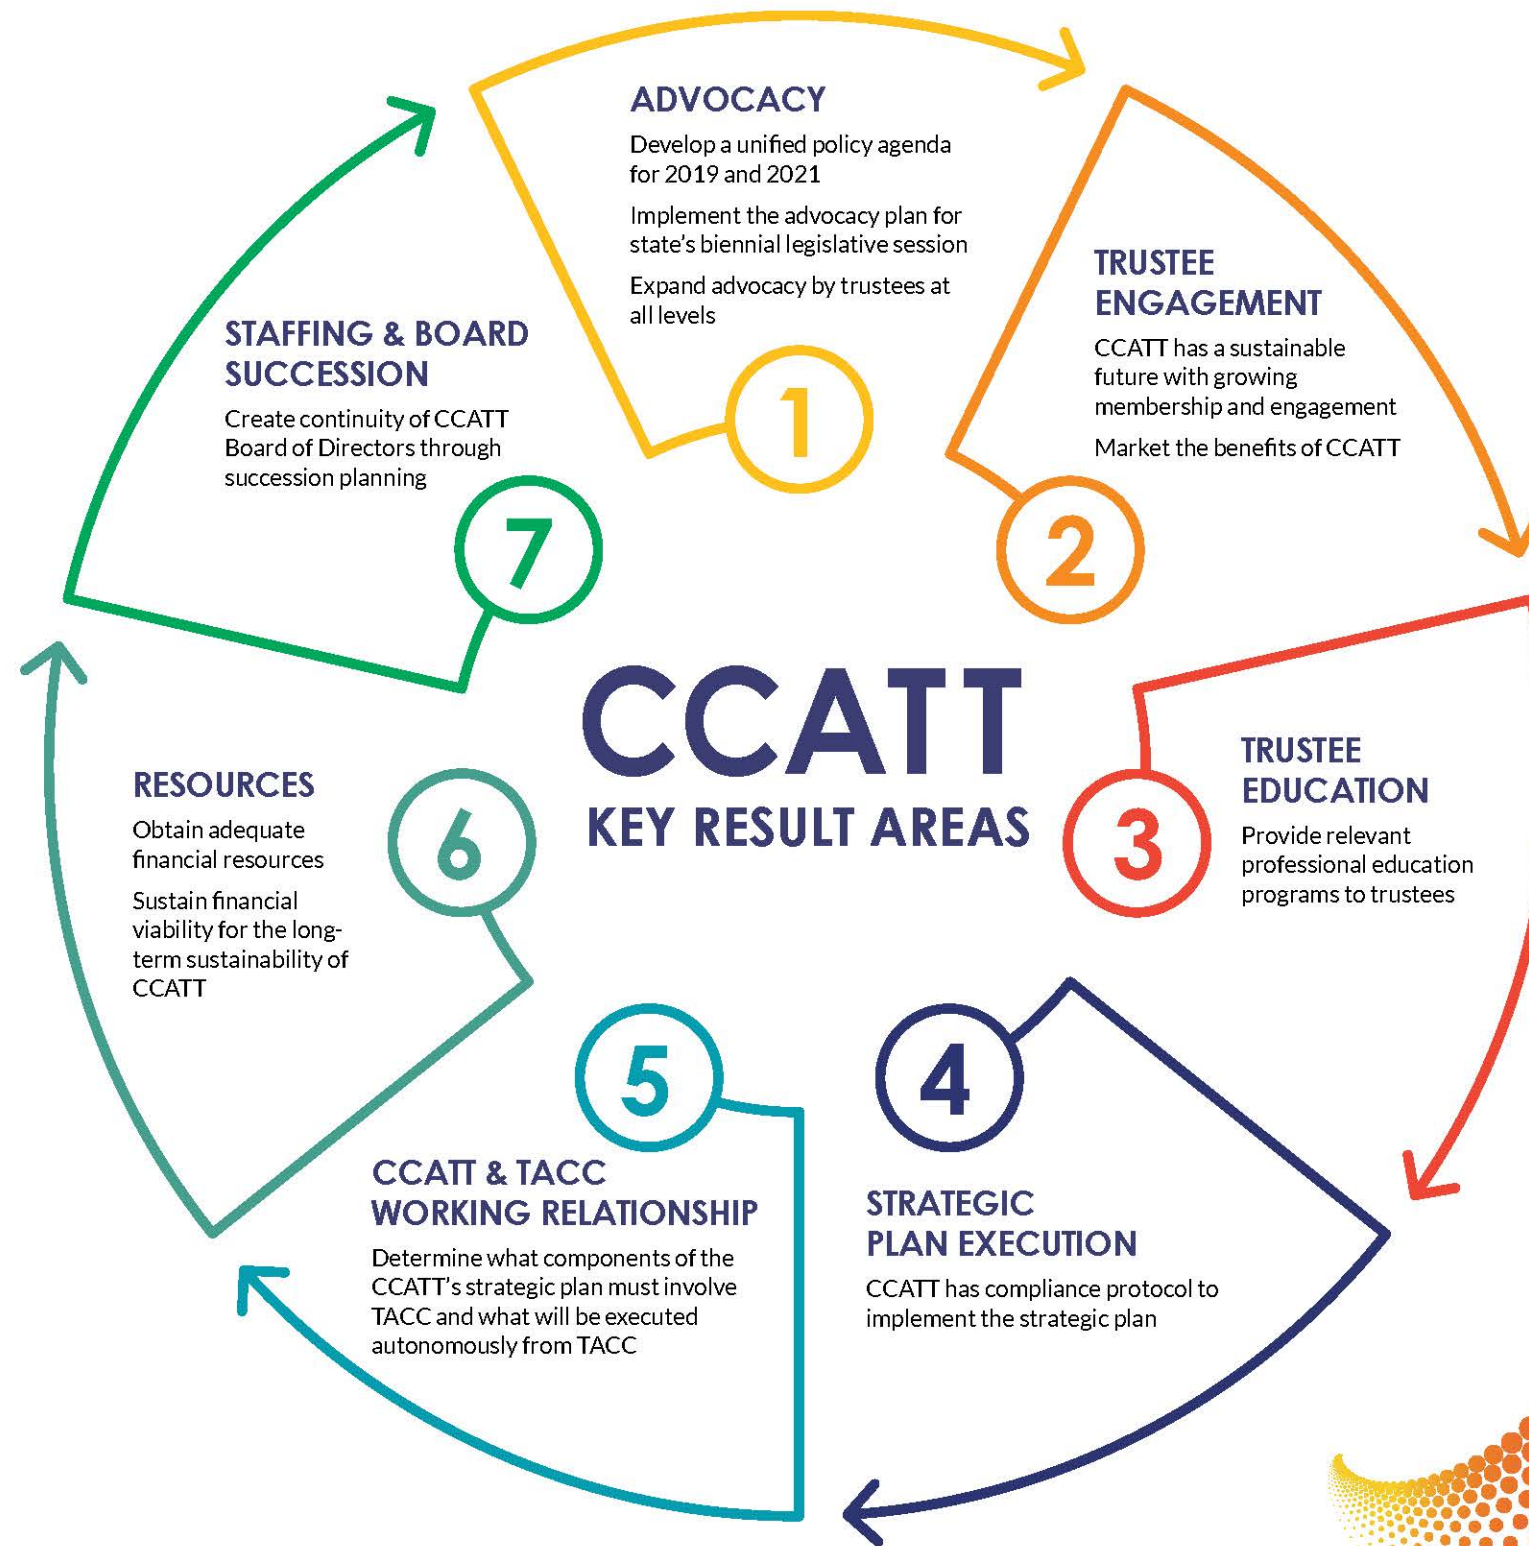 CCATT
KEY RESULT AREAS
1
ADVOCACY
Develop a unified policy agenda
for 2019 and 2021
Implement the advocacy plan for
state's biennial legislative session
Expand advocacy by trustees at
all levels
2
TRUSTEE
ENGAGEMENT
CCATT has a sustainable
future with growing
membership and engagement
Market the benefits of CCATT
3
TRUSTEE
EDUCATION
Provide relevant
professional education
programs to trustees
4
STRATEGIC
PLAN EXECUTION
CCATT has compliance protocol to
implement the strategic plan
5
CCATT & TACC
WORKING RELATIONSHIP
Determine what components of the
CCATT's strategic plan must involve
TACC and what will be executed
autonomously from TACC
6
RESOURCES
Obtain adequate
financial resources
Sustain financial
viability for the long-
term sustainability of
CCATT
7
STAFFING & BOARD
SUCCESSION
Create continuity of CCATT
Board of Directors through
succession planning